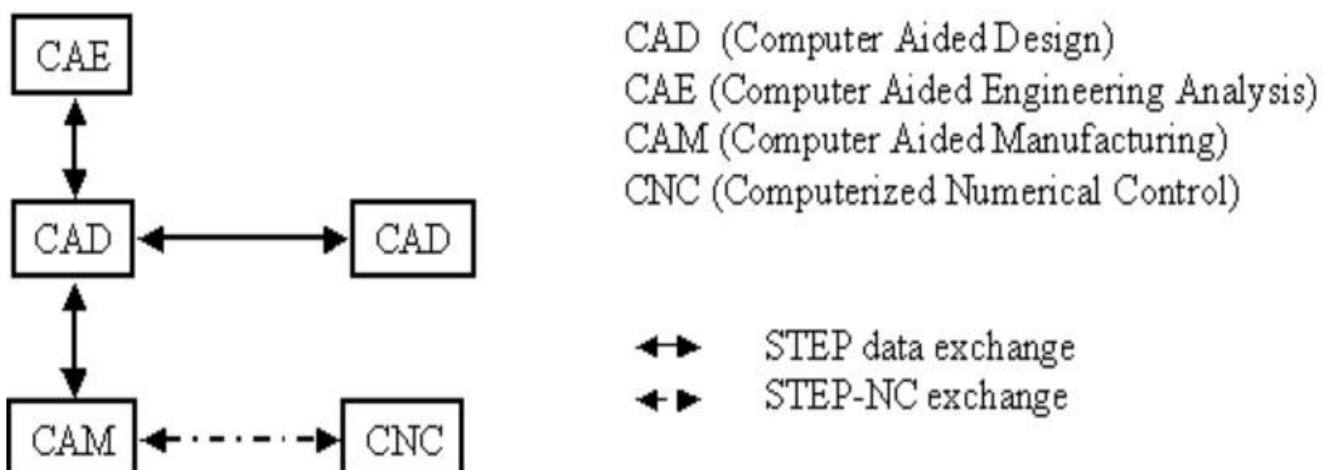 CAE
CAD
CAD
CAM
CNC
CAD (Computer Aided Design)
CAE (Computer Aided Engineering Analysis)
CAM (Computer Aided Manufacturing)
CNC (Computerized Numerical Control)
STEP data exchange
STEP-NC exchange